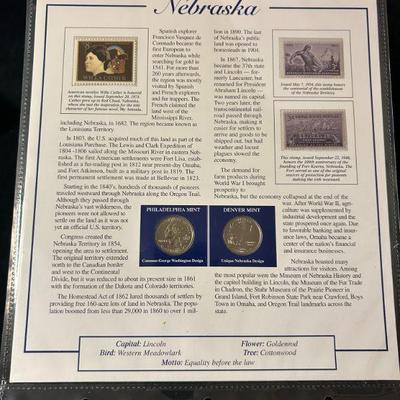 Nebraska
Spanish explorer
Francisco Vasquez de
Coronado became the
first European to
enter Nebraska
while searching for
gold in 1541. For more
than 260 years afterwards,
the region was mostly
visited by Spanish
and French explorers
and fur trappers. The
French claimed the
land west of the
Mississippi River,
including Nebraska, in 1682. The region became known as
the Louisiana Territory.
In 1803, the U.S. acquired much of this land as part of the
Louisiana Purchase. The Lewis and Clark Expedition of
1804–1806 sailed along the Missouri River in eastern Nebraska.
The first American settlements were Fort Lisa, established
as a fur-trading post in 1812 near present-day Omaha,
and Fort Atkinson, built as a military post in 1819. The
first permanent settlement was at Bellevue in 1823.
Starting in the 1840's, hundreds of thousands of pioneers
traveled westward through Nebraska along the Oregon Trail.
Although they passed through
Nebraska's vast wilderness, the
pioneers were not allowed to
settle on the land as it was not
yet an official U.S. territory.
Congress created the
Nebraska Territory in 1854,
opening the area to settlement.
The original territory extended
north to the Canadian border
and west to the Continental
Divide, but it was reduced to about its present size in 1861
with the formation of the Dakota and Colorado territories.
The Homestead Act of 1862 lured thousands of settlers by
providing free 160-acre lots of land in Nebraska. The
population boomed from less than 29,000 in 1860 to over 1 mil-
lion in 1890. The last
of Nebraska's public
land was opened to
homesteads in 1904.
In 1867, Nebraska
became the 37th state
and Lincoln — formerly
Lancaster, but
renamed for President
Abraham Lincoln —
was named its capital.
Two years later, the
transcontinental railroad
passed through
Nebraska, making it
easier for settlers to
arrive and goods to be
shipped out, but bad
weather and locust
plagues slowed the
economy.
The demand for
farm products during
World War I brought
prosperity to
Nebraska, but the economy collapsed at the end of the
war. After World War II, agriculture
was supplemented by
industrial development and the
state prospered once again. Due
to favorable banking and insurance
laws, Omaha became a
center of the nation's financial
and insurance businesses.
Nebraska boasted many
attractions for visitors. Among
the most popular were the Museum of Nebraska History and
the capitol building in Lincoln, the Museum of the Fur Trade
in Chadron, the Stuhr Museum of the Prairie Pioneer in
Grand Island, Fort Robinson State Park near Crawford, Boys
Town in Omaha, and Oregon Trail landmarks across the
state.
PHILADELPHIA MINT
Common George Washington Design
DENVER MINT
Unique Nebraska Design
Capital: Lincoln
Flower: Goldenrod
Bird: Western Meadowlark
Tree: Cottonwood
Motto: Equality before the law